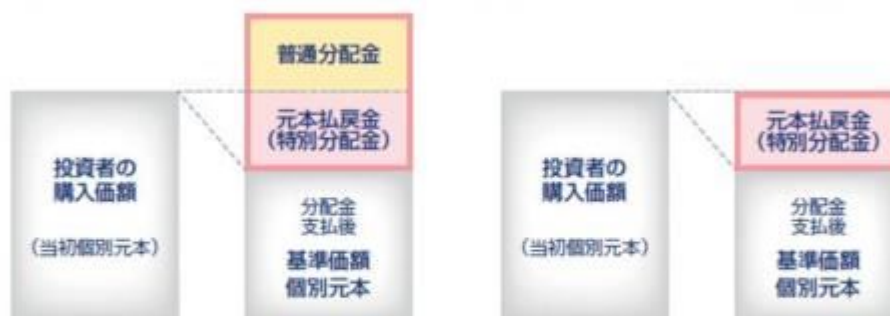 普通分配金
元本払戻金
(特別分配金)
投資者の
購入価額
(当初個別元本)
分配金
支払後
基準価額
個別元本
投資者の
購入価額
(当初個別元本)
元本払戻金
(特別分配金)
分配金
支払後
基準価額
個別元本